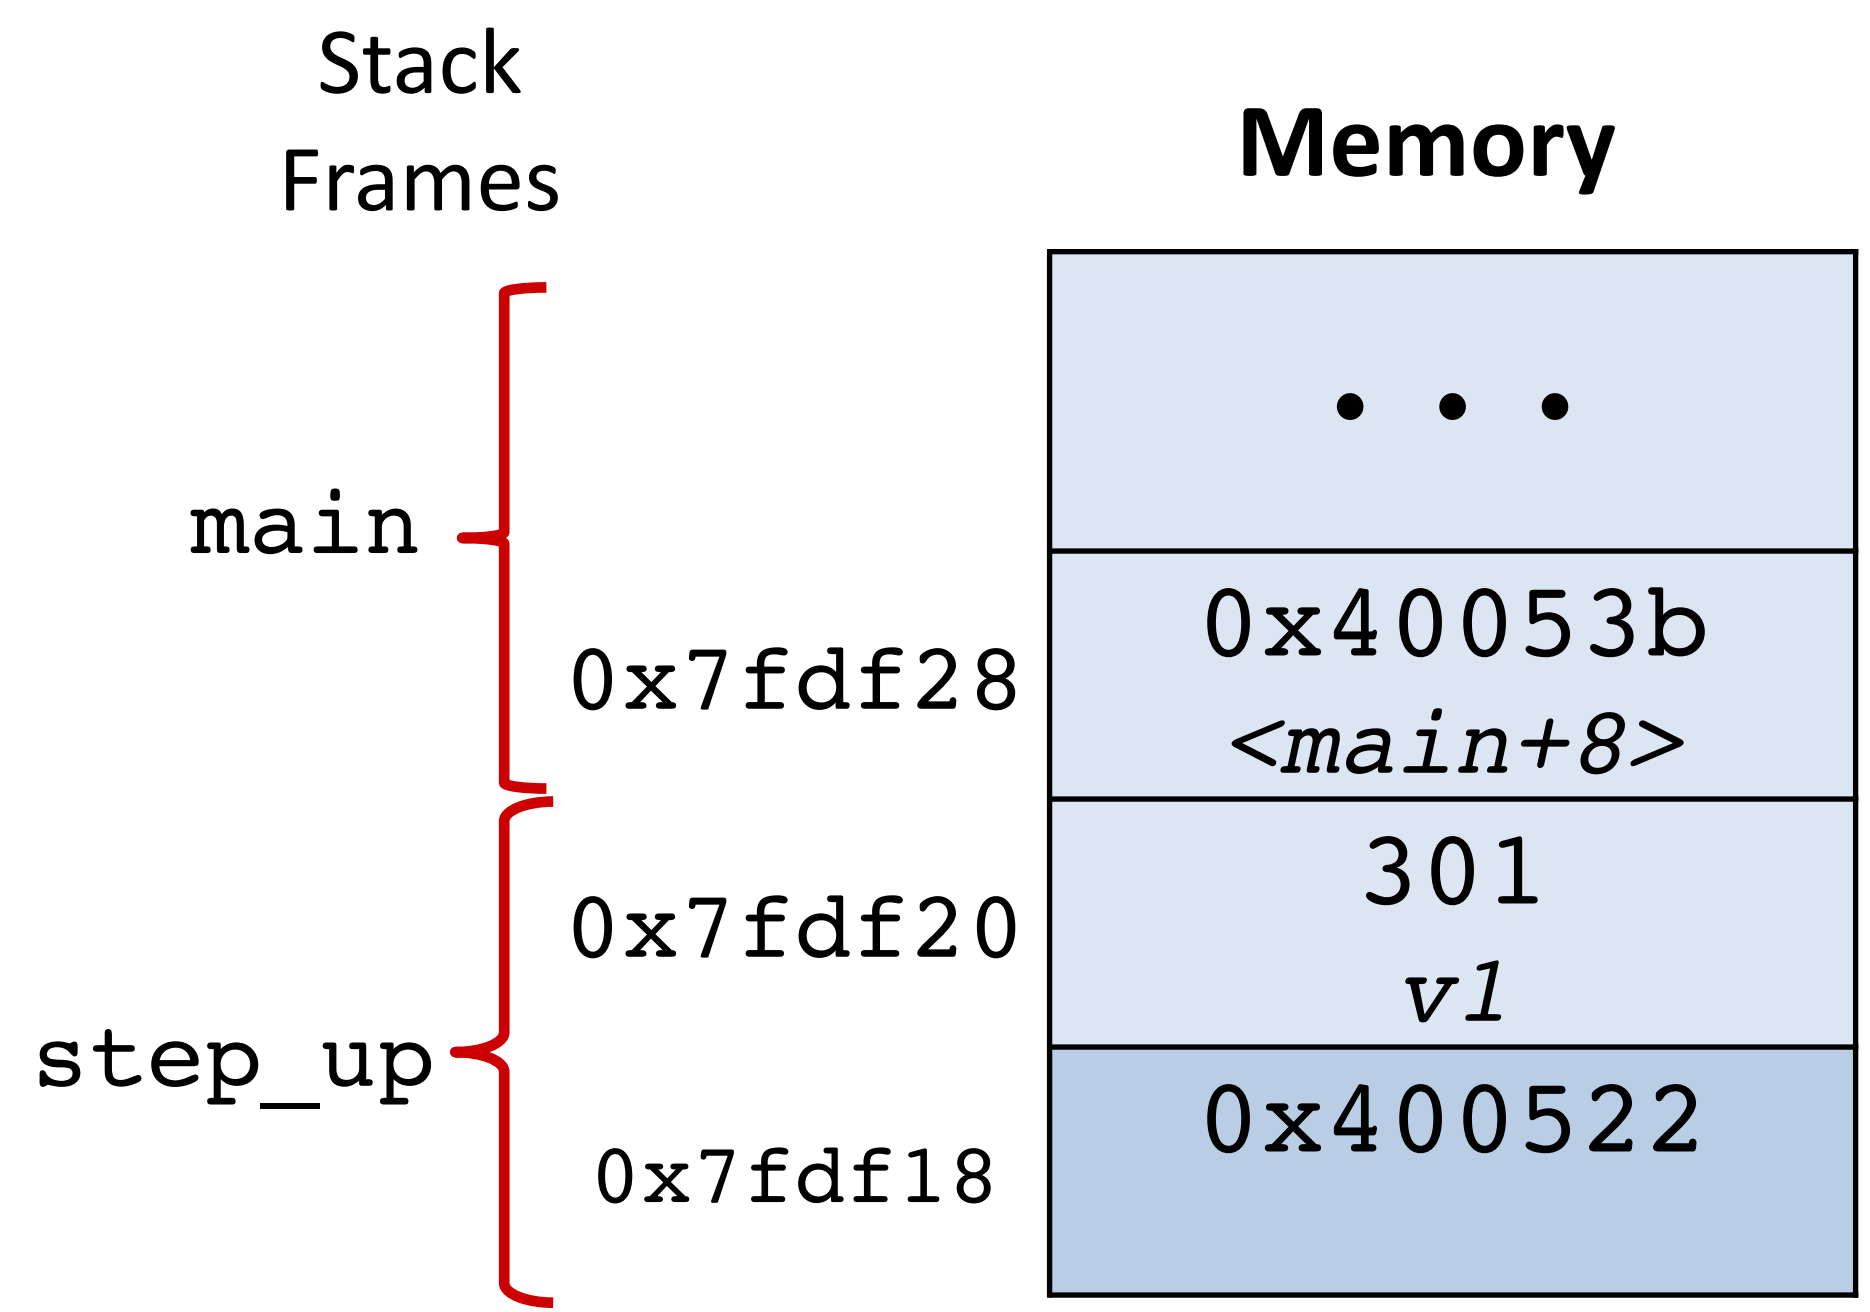 Stack
Frames
Memory
• • •
main
0x7fdf28
0x40053b
<main+8>
0x7fdf20
301
v1
step_up
0x7fdf18
0x400522